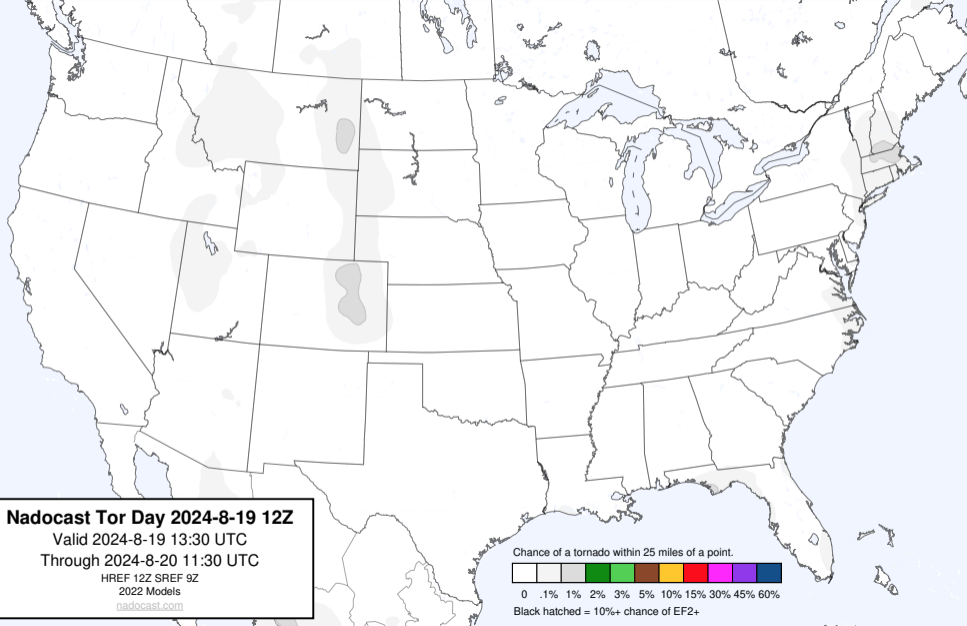 Nadocast Tor Day 2024-8-19 12Z
Valid 2024-8-19 13:30 UTC
Through 2024-8-20 11:30 UTC
HREF 12Z SREF 9Z
2022 Models
nadocast.com
Chance of a tornado within 25 miles of a point.
0 .1% 1% 2% 3% 5% 10% 15% 30% 45% 60%
Black hatched = 10%+ chance of EF2+